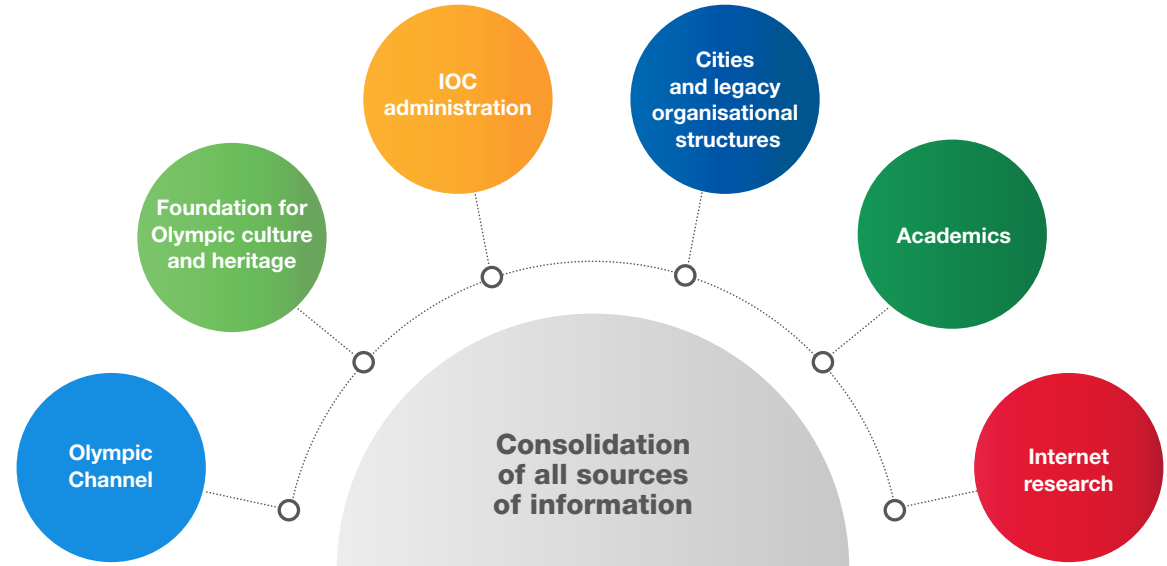 Olympic
Channel
Foundation for
Olympic culture
and heritage
IOC
administration
Cities
and legacy
organisational
structures
Academics
Internet
research
Consolidation
of all sources
of information